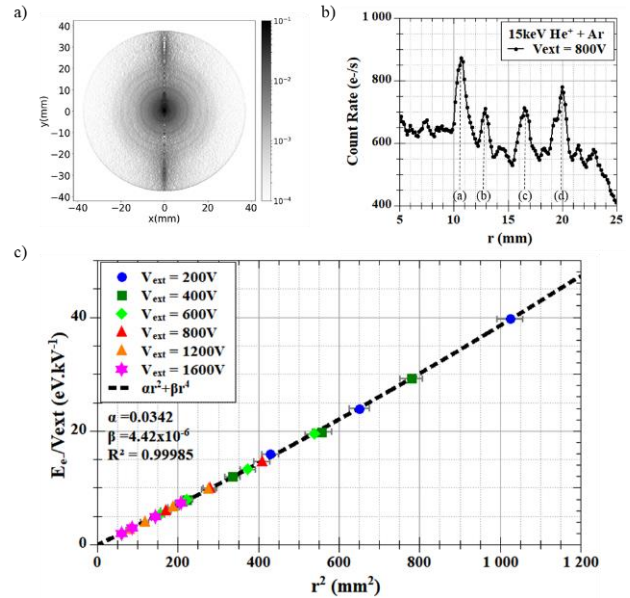 a)
40
30
20
10
0
-10
-20
-30
-40
y(mm)
-40 -20 0 20 40
x(mm)
10⁻¹
10⁻²
10⁻³
10⁻⁴
b)
1 000
800
600
400
Count Rate (e-/s)
15keV He⁺ + Ar
Vext = 800V
(a) (b) (c) (d)
5 10 15 20 25
r (mm)
c)
Vext = 200V
Vext = 400V
Vext = 600V
Vext = 800V
Vext = 1200V
Vext = 1600V
αr²+βr⁴
α =0.0342
β =4.42x10⁻⁶
R² = 0.99985
40
20
0
Ee-/Vext (eV.kV⁻¹)
0 200 400 600 800 1 000 1 200
r² (mm²)